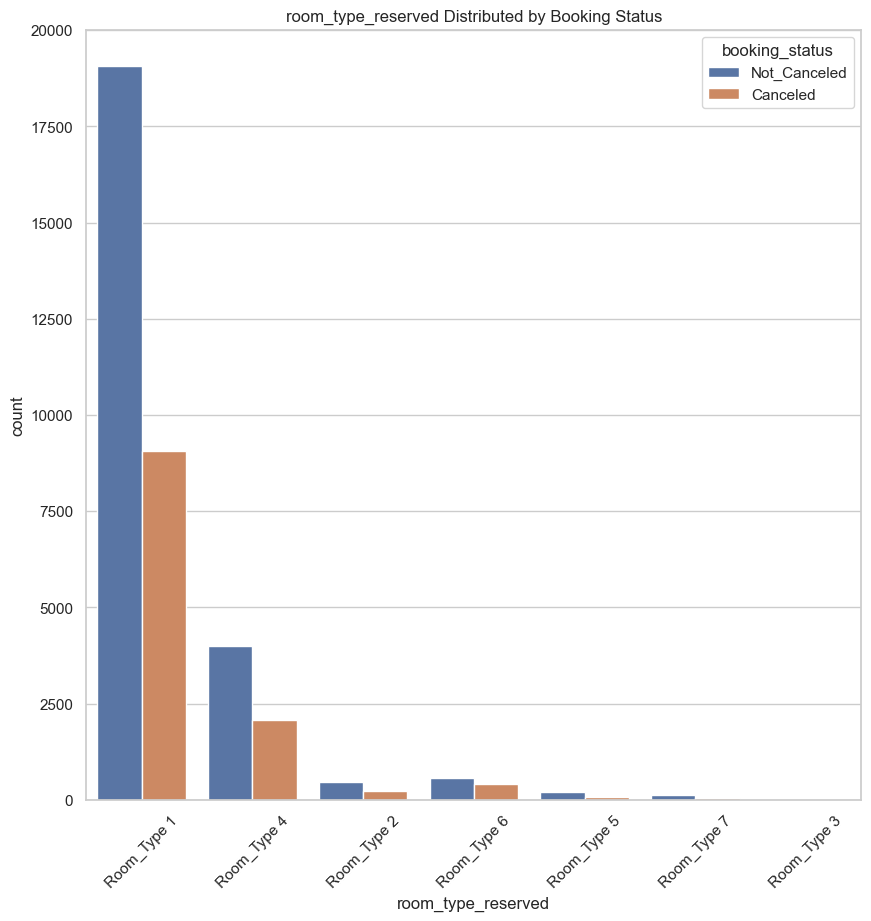 room_type_reserved Distributed by Booking Status
booking_status
Not_Canceled
Canceled
20000
17500
15000
12500
10000
7500
5000
2500
0
count
Room_Type 1
Room_Type 4
Room_Type 2
Room_Type 6
Room_Type 5
Room_Type 7
Room_Type 3
room_type_reserved